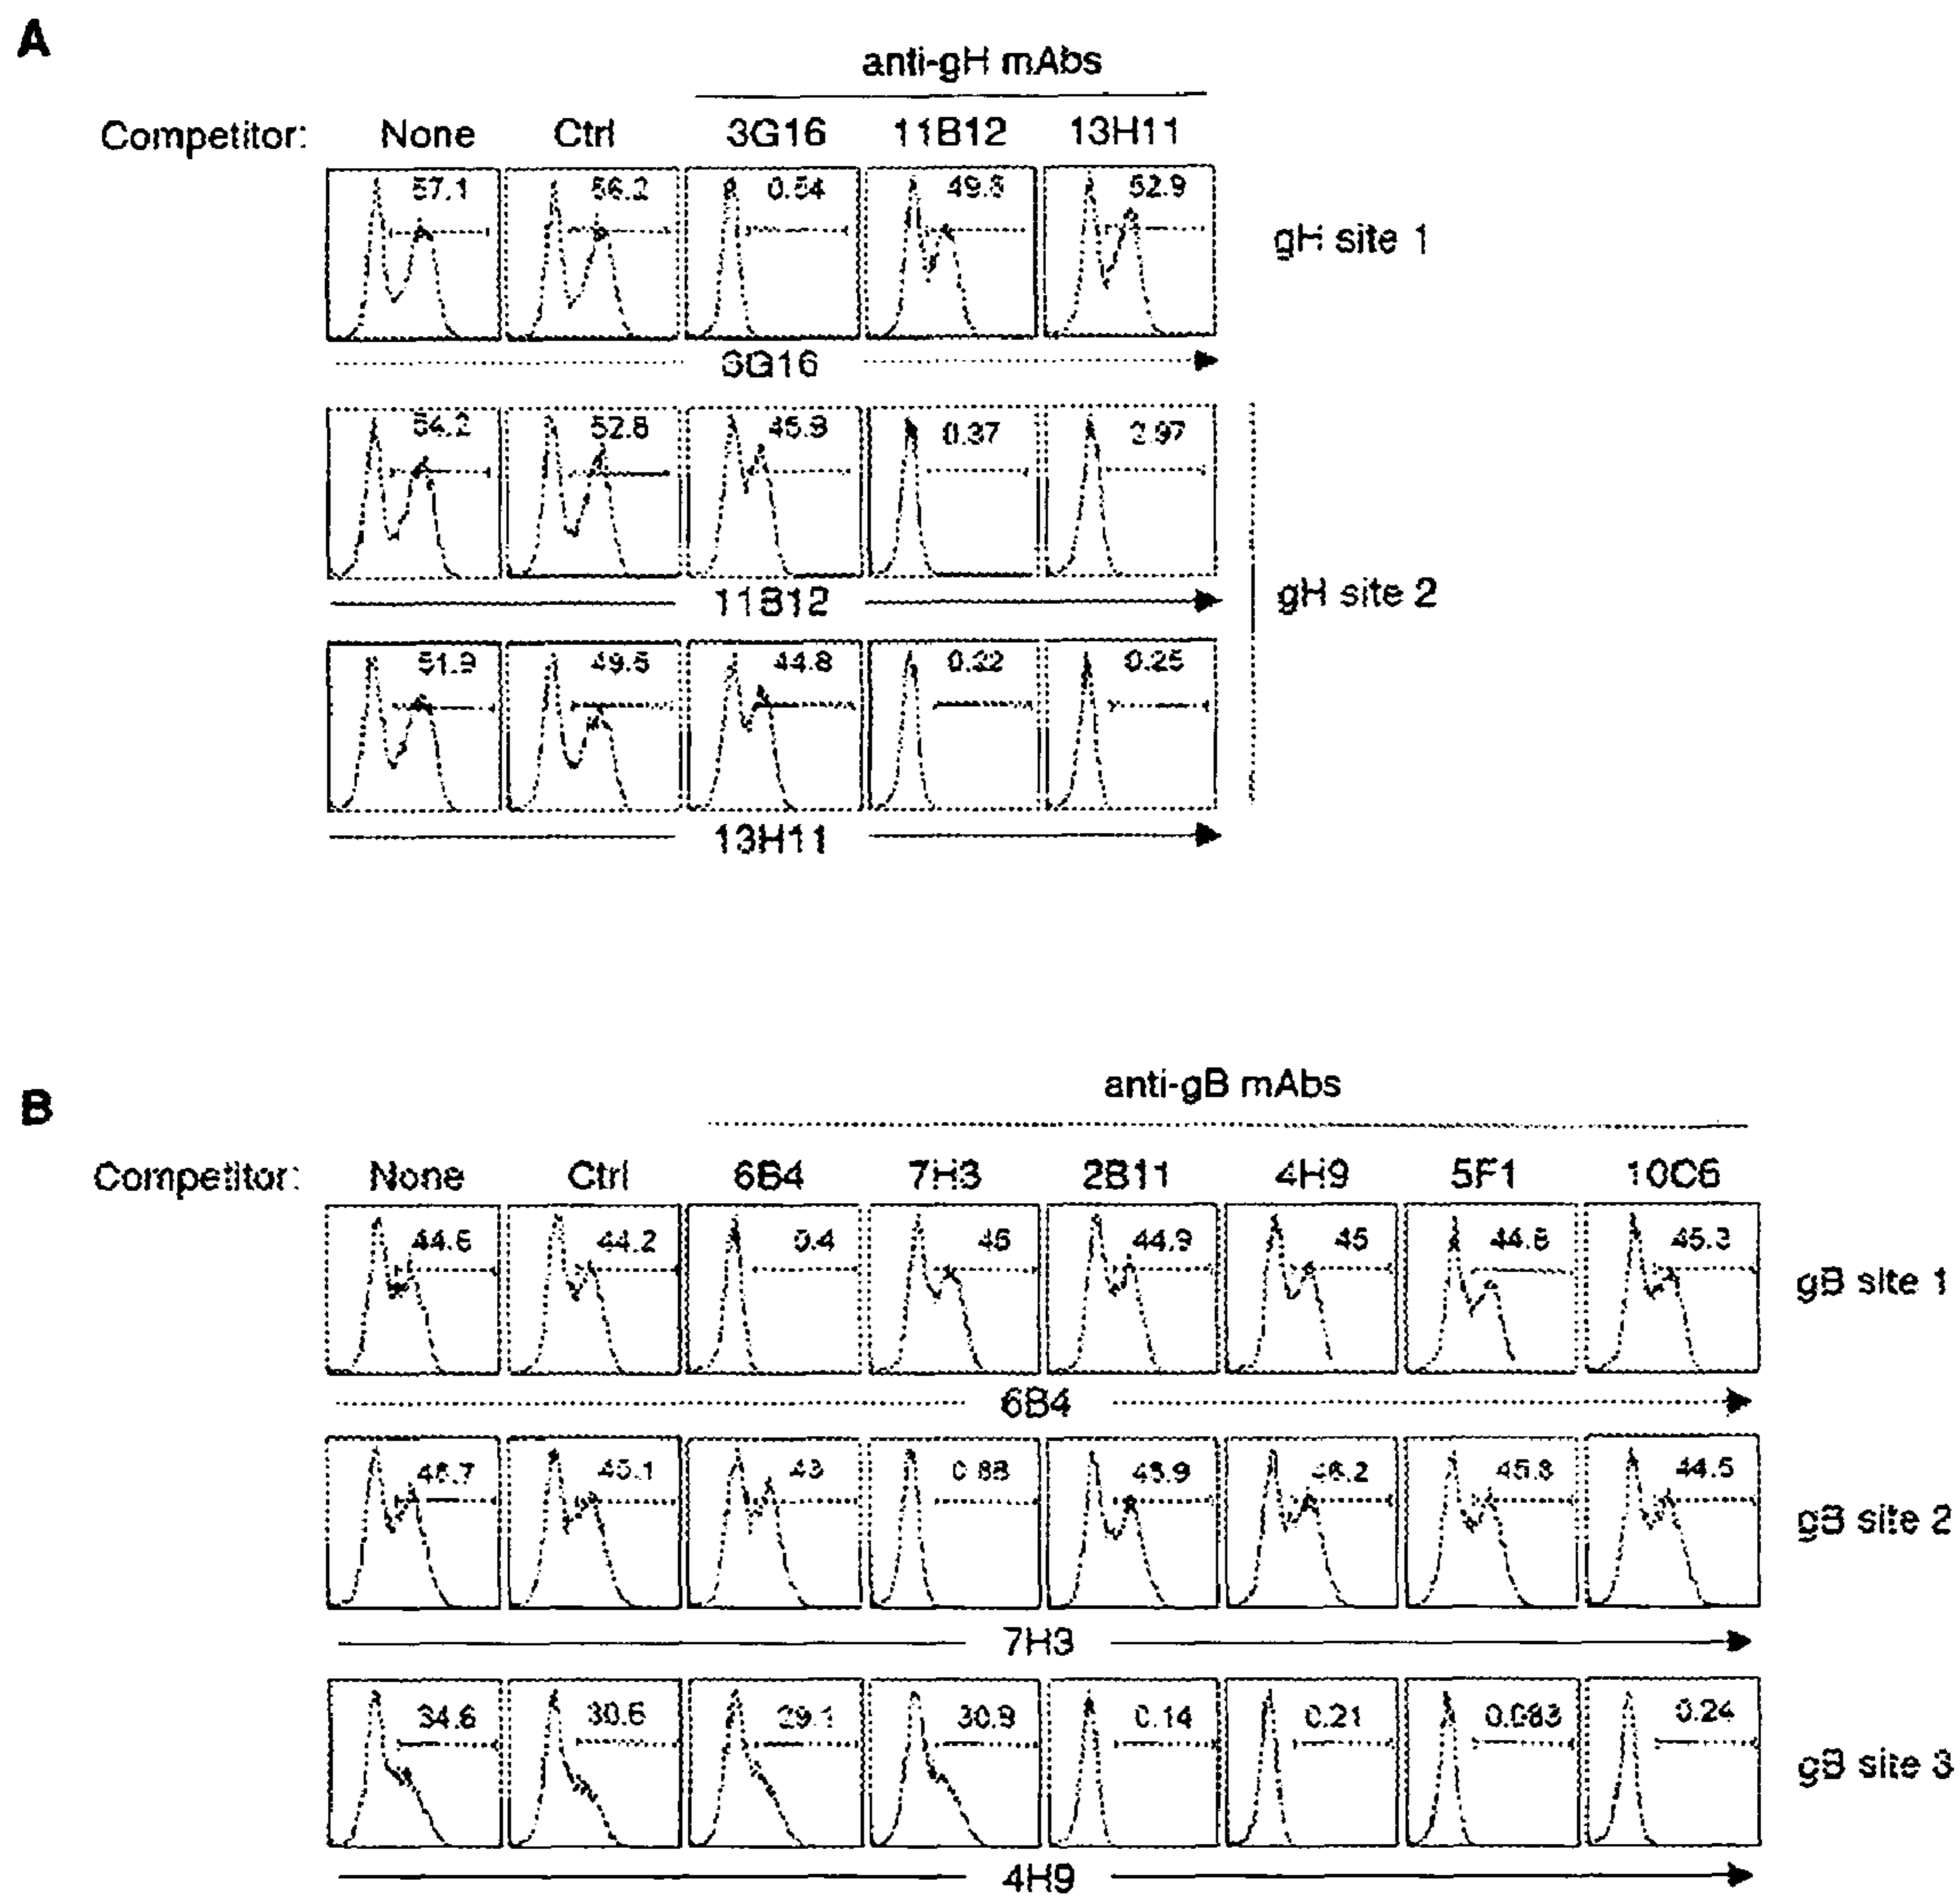 A
anti-gH mAbs
Competitor: None Ctrl 3G16 11B12 13H11
57.1 56.2 0.54 49.8 52.9
gH site 1
3G16
54.2 52.8 45.9 0.37 2.97
11B12
gH site 2
51.9 49.5 44.8 0.22 0.25
13H11
B
anti-gB mAbs
Competitor: None Ctrl 6B4 7H3 2B11 4H9 5F1 10C6
44.6 44.2 0.4 46 44.9 45 44.8 45.3
gB site 1
6B4
45.1 43 0.88 45.9 46.2 45.8 44.5
gB site 2
7H3
34.6 30.6 29.1 30.9 0.14 0.21 0.083 0.24
gB site 3
4H9